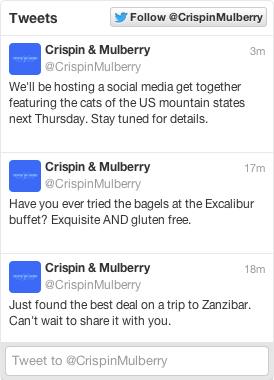 Tweets
Follow @CrispinMulberry
Crispin & Mulberry
3m
@CrispinMulberry
We'll be hosting a social media get together
featuring the cats of the US mountain states
next Thursday. Stay tuned for details.
Crispin & Mulberry
17m
@CrispinMulberry
Have you ever tried the bagels at the Excalibur
buffet? Exquisite AND gluten free.
Crispin & Mulberry
18m
@CrispinMulberry
Just found the best deal on a trip to Zanzibar.
Can't wait to share it with you.
Tweet to @CrispinMulberry